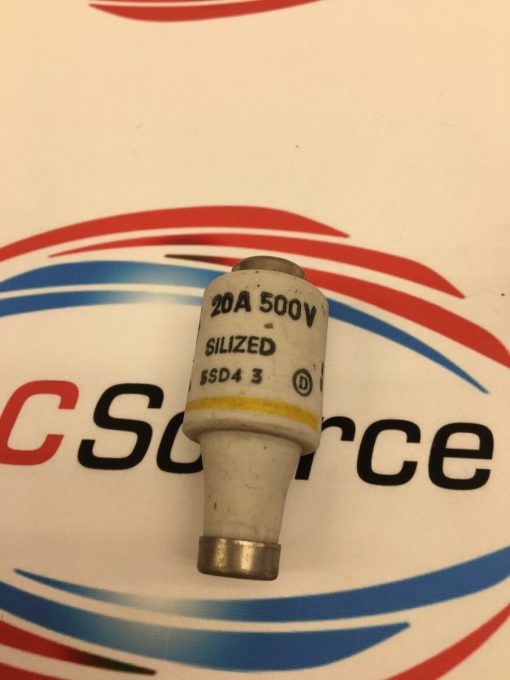 20A 500V
SILIZED
5SD4 3 D
CSource